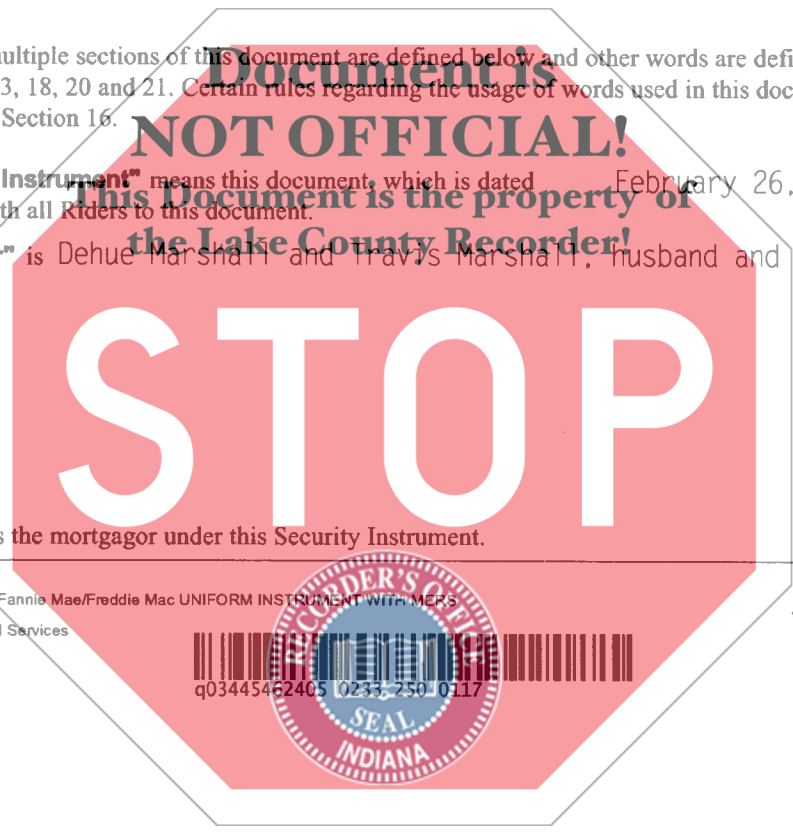 multiple sections of this document are defined below and other words are defi
3, 18, 20 and 21. Certain rules regarding the usage of words used in this doc
Section 16.
Document is
NOT OFFICIAL!
This Document is the property of
the Lake County Recorder!
Instrument" means this document, which is dated February 26,
th all Riders to this document.
" is Dehue Marshall and Travis Marshall, husband and
STOP
s the mortgagor under this Security Instrument.
Fannie Mae/Freddie Mac UNIFORM INSTRUMENT WITH MERS
l Services
q03445462405 0233 250 0117
RECORDER'S OFFICE
SEAL
INDIANA